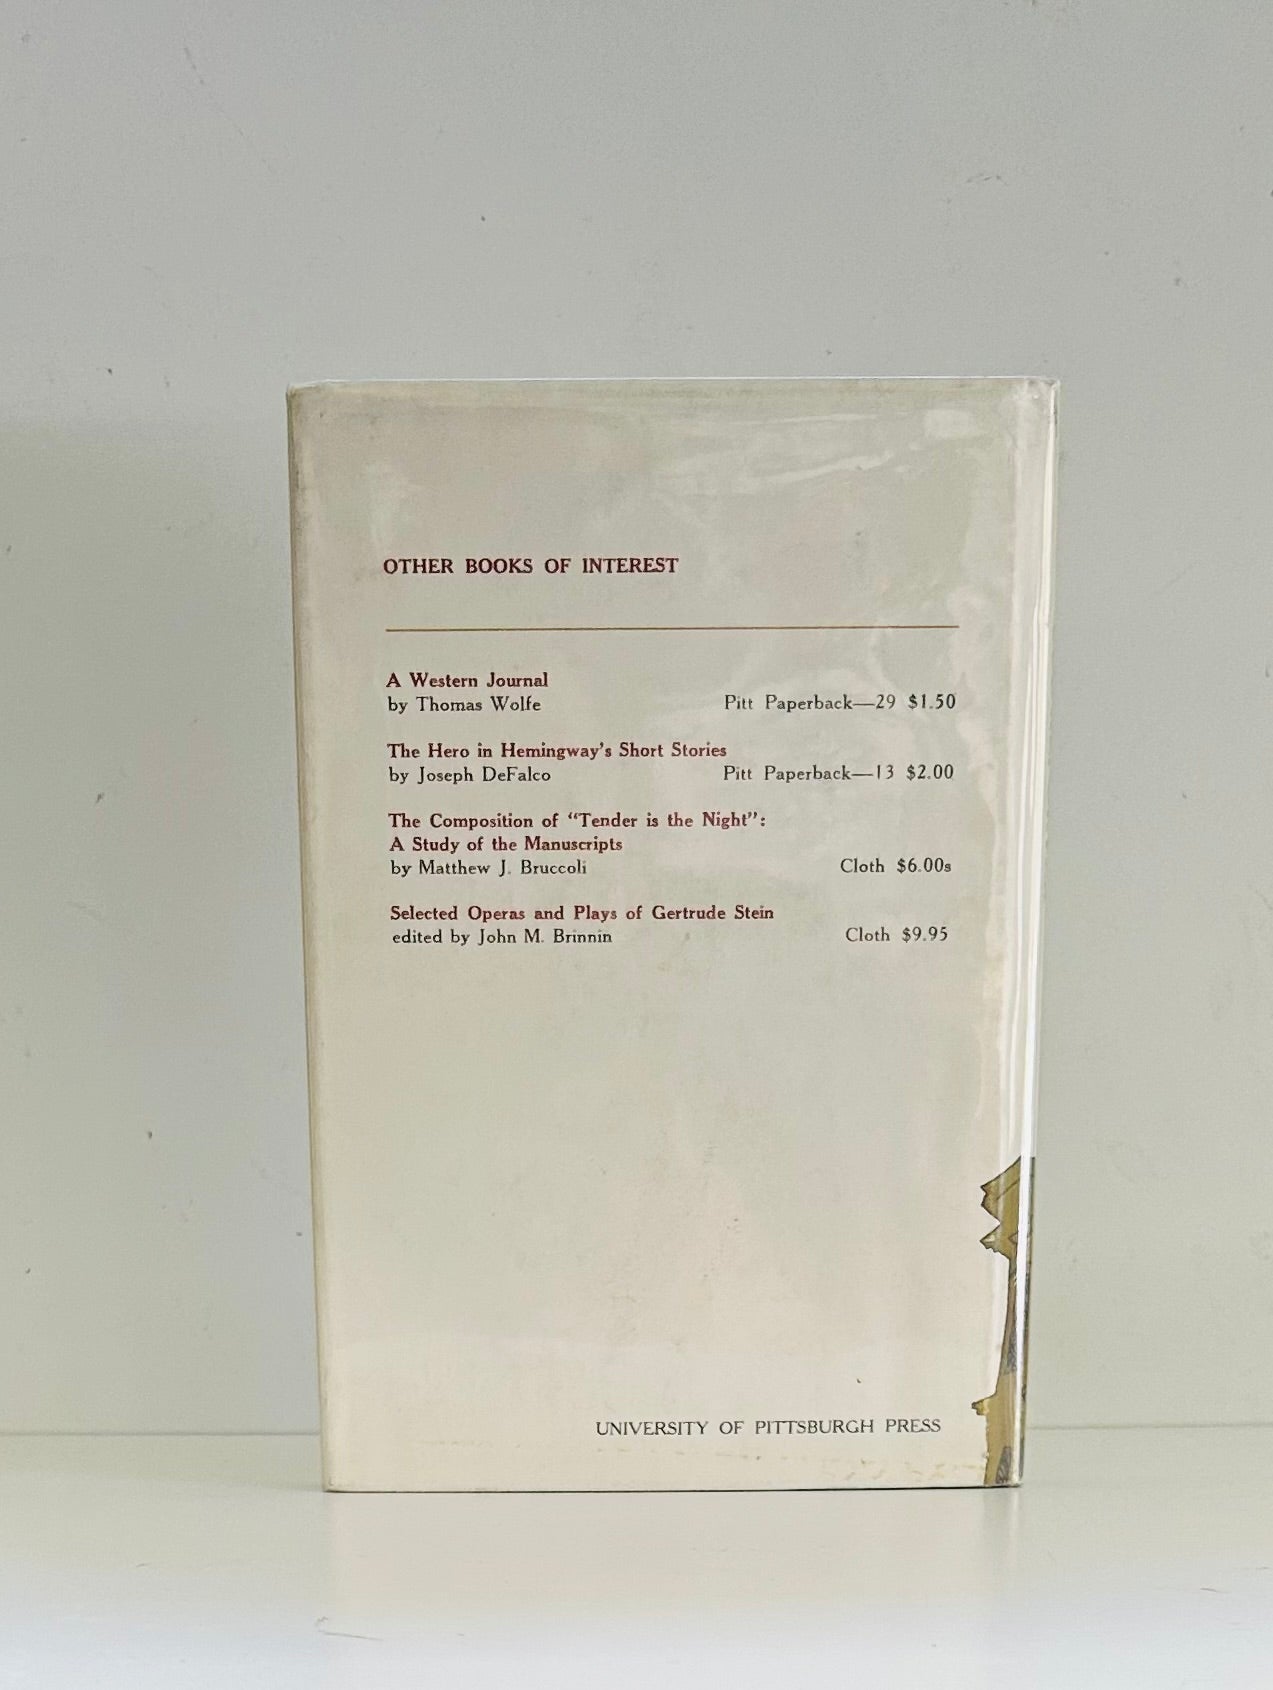 OTHER BOOKS OF INTEREST
A Western Journal
by Thomas Wolfe Pitt Paperback—29 $1.50
The Hero in Hemingway's Short Stories
by Joseph DeFalco Pitt Paperback—13 $2.00
The Composition of "Tender is the Night":
A Study of the Manuscripts
by Matthew J. Bruccoli Cloth $6.00s
Selected Operas and Plays of Gertrude Stein
edited by John M. Brinnin Cloth $9.95
UNIVERSITY OF PITTSBURGH PRESS